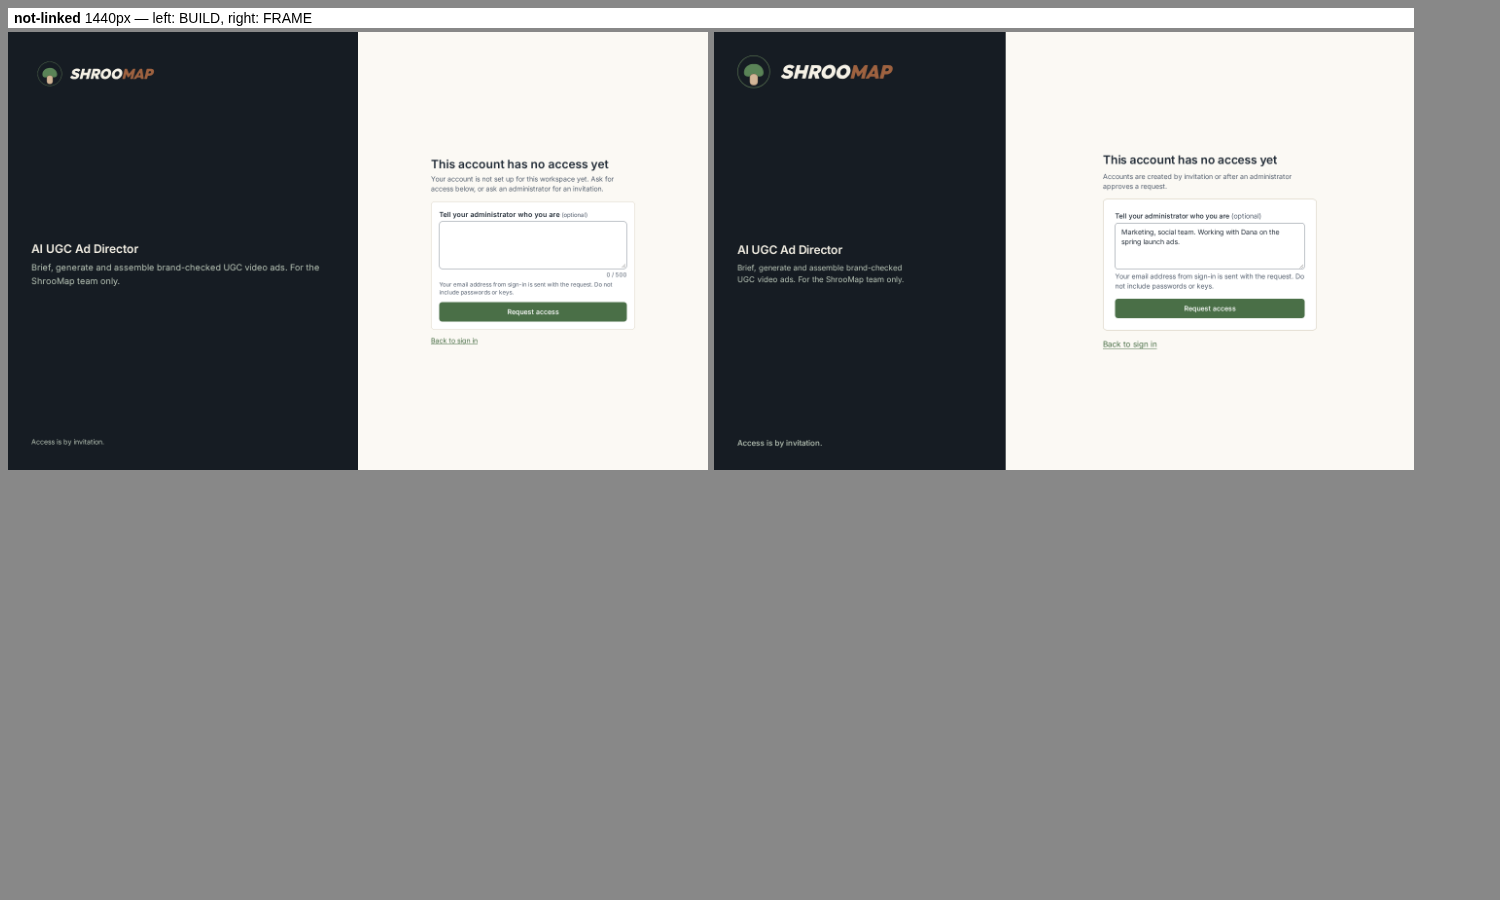 not-linked 1440px — left: BUILD, right: FRAME
SHROOMAP
AI UGC Ad Director
Brief, generate and assemble brand-checked UGC video ads. For the
ShrooMap team only.
Access is by invitation.
This account has no access yet
Your account is not set up for this workspace yet. Ask for
access below, or ask an administrator for an invitation.
Tell your administrator who you are (optional)
0 / 500
Your email address from sign-in is sent with the request. Do not
include passwords or keys.
Request access
Back to sign in
SHROOMAP
AI UGC Ad Director
Brief, generate and assemble brand-checked
UGC video ads. For the ShrooMap team only.
Access is by invitation.
This account has no access yet
Accounts are created by invitation or after an administrator
approves a request.
Tell your administrator who you are (optional)
Marketing, social team. Working with Dana on the
spring launch ads.
Your email address from sign-in is sent with the request. Do
not include passwords or keys.
Request access
Back to sign in